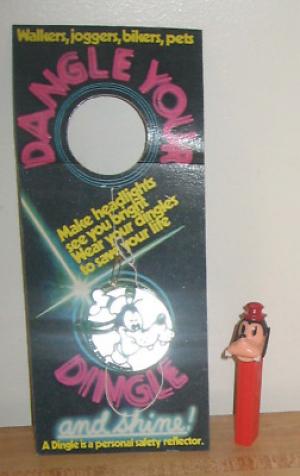 Walkers, joggers, bikers, pets
DANGLE YOUR
Make headlights
see you bright
Wear your dingles
to save your life
DINGLE
and shine!
A Dingle is a personal safety reflector.